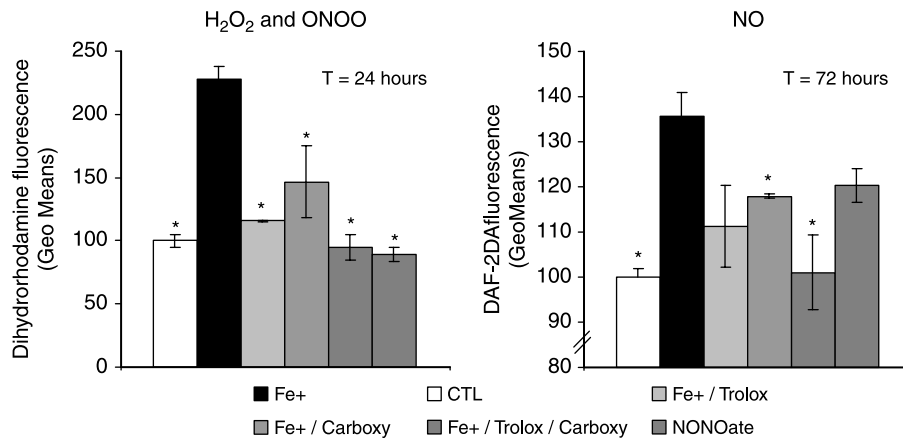 H₂O₂ and ONOO
Dihydrorhodamine fluorescence
(Geo Means)
250
200
150
100
50
0
T = 24 hours
*
*
*
*
*
NO
DAF-2DAfluorescence
(GeoMeans)
150
140
130
120
110
100
90
80
T = 72 hours
*
*
*
Fe+
CTL
Fe+ / Trolox
Fe+ / Carboxy
Fe+ / Trolox / Carboxy
NONOate